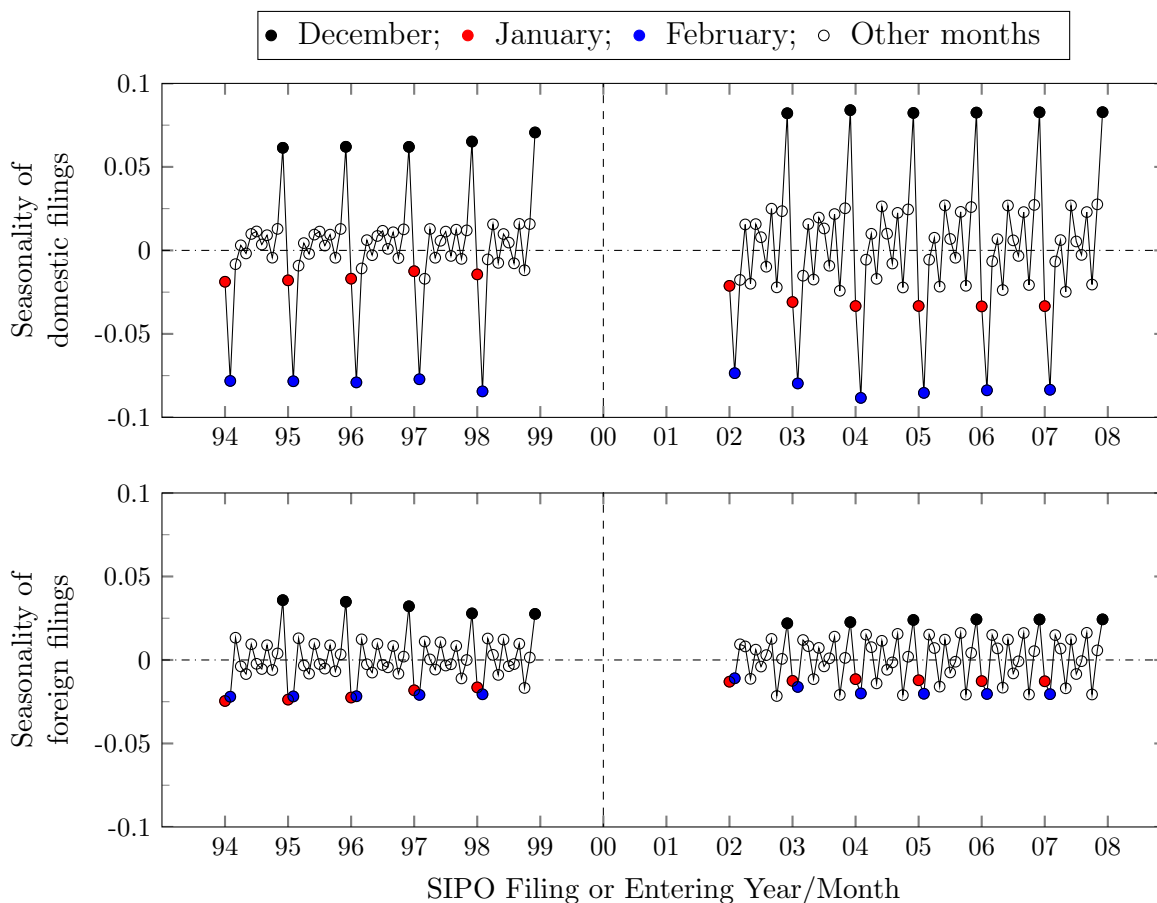 December; January; February; Other months
Seasonality of
domestic filings
0.1
0.05
0
-0.05
-0.1
94 95 96 97 98 99 00 01 02 03 04 05 06 07 08
Seasonality of
foreign filings
0.1
0.05
0
-0.05
-0.1
94 95 96 97 98 99 00 01 02 03 04 05 06 07 08
SIPO Filing or Entering Year/Month